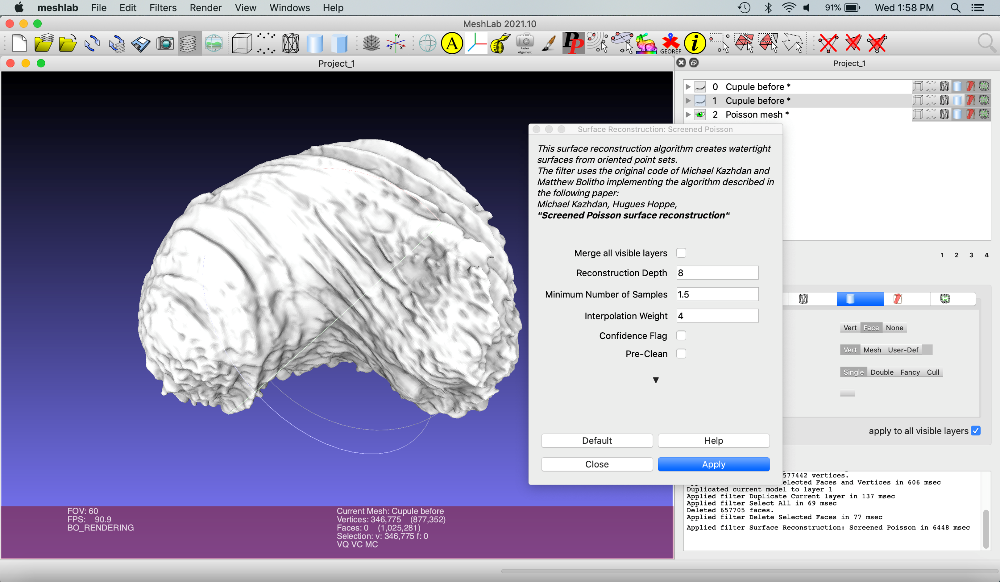 meshlab File Edit Filters Render View Windows Help 91% Wed 1:58 PM
MeshLab 2021.10
A
Y
Z X
Raster
Alignment
PP
GEOREF
i
Project_1
Project_1
0 Cupule before *
1 Cupule before *
2 Poisson mesh *
Surface Reconstruction: Screened Poisson
This surface reconstruction algorithm creates watertight
surfaces from oriented point sets.
The filter uses the original code of Michael Kazhdan and
Matthew Bolitho implementing the algorithm described in
the following paper:
Michael Kazhdan, Hugues Hoppe,
"Screened Poisson surface reconstruction"
Merge all visible layers
Reconstruction Depth 8
Minimum Number of Samples 1.5
Interpolation Weight 4
Confidence Flag
Pre-Clean
Default Help
Close Apply
1 2 3 4
Vert Face None
Vert Mesh User-Def
Single Double Fancy Cull
apply to all visible layers
577442 vertices.
elected Faces and Vertices in 606 msec
Duplicated current model to layer 1
Applied filter Duplicate Current layer in 137 msec
Applied filter Select All in 69 msec
Deleted 657705 faces.
Applied filter Delete Selected Faces in 77 msec
Applied filter Surface Reconstruction: Screened Poisson in 6448 msec
FOV: 60
FPS: 90.9
BO_RENDERING
Current Mesh: Cupule before
Vertices: 346,775 (877,352)
Faces: 0 (1,025,281)
Selection: v: 346,775 f: 0
VQ VC MC